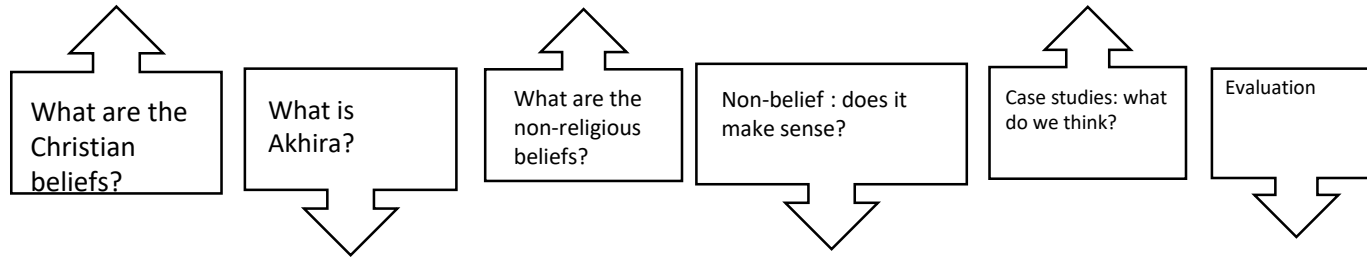 What are the
Christian
beliefs?
What is
Akhira?
What are the
non-religious
beliefs?
Non-belief : does it
make sense?
Case studies: what
do we think?
Evaluation